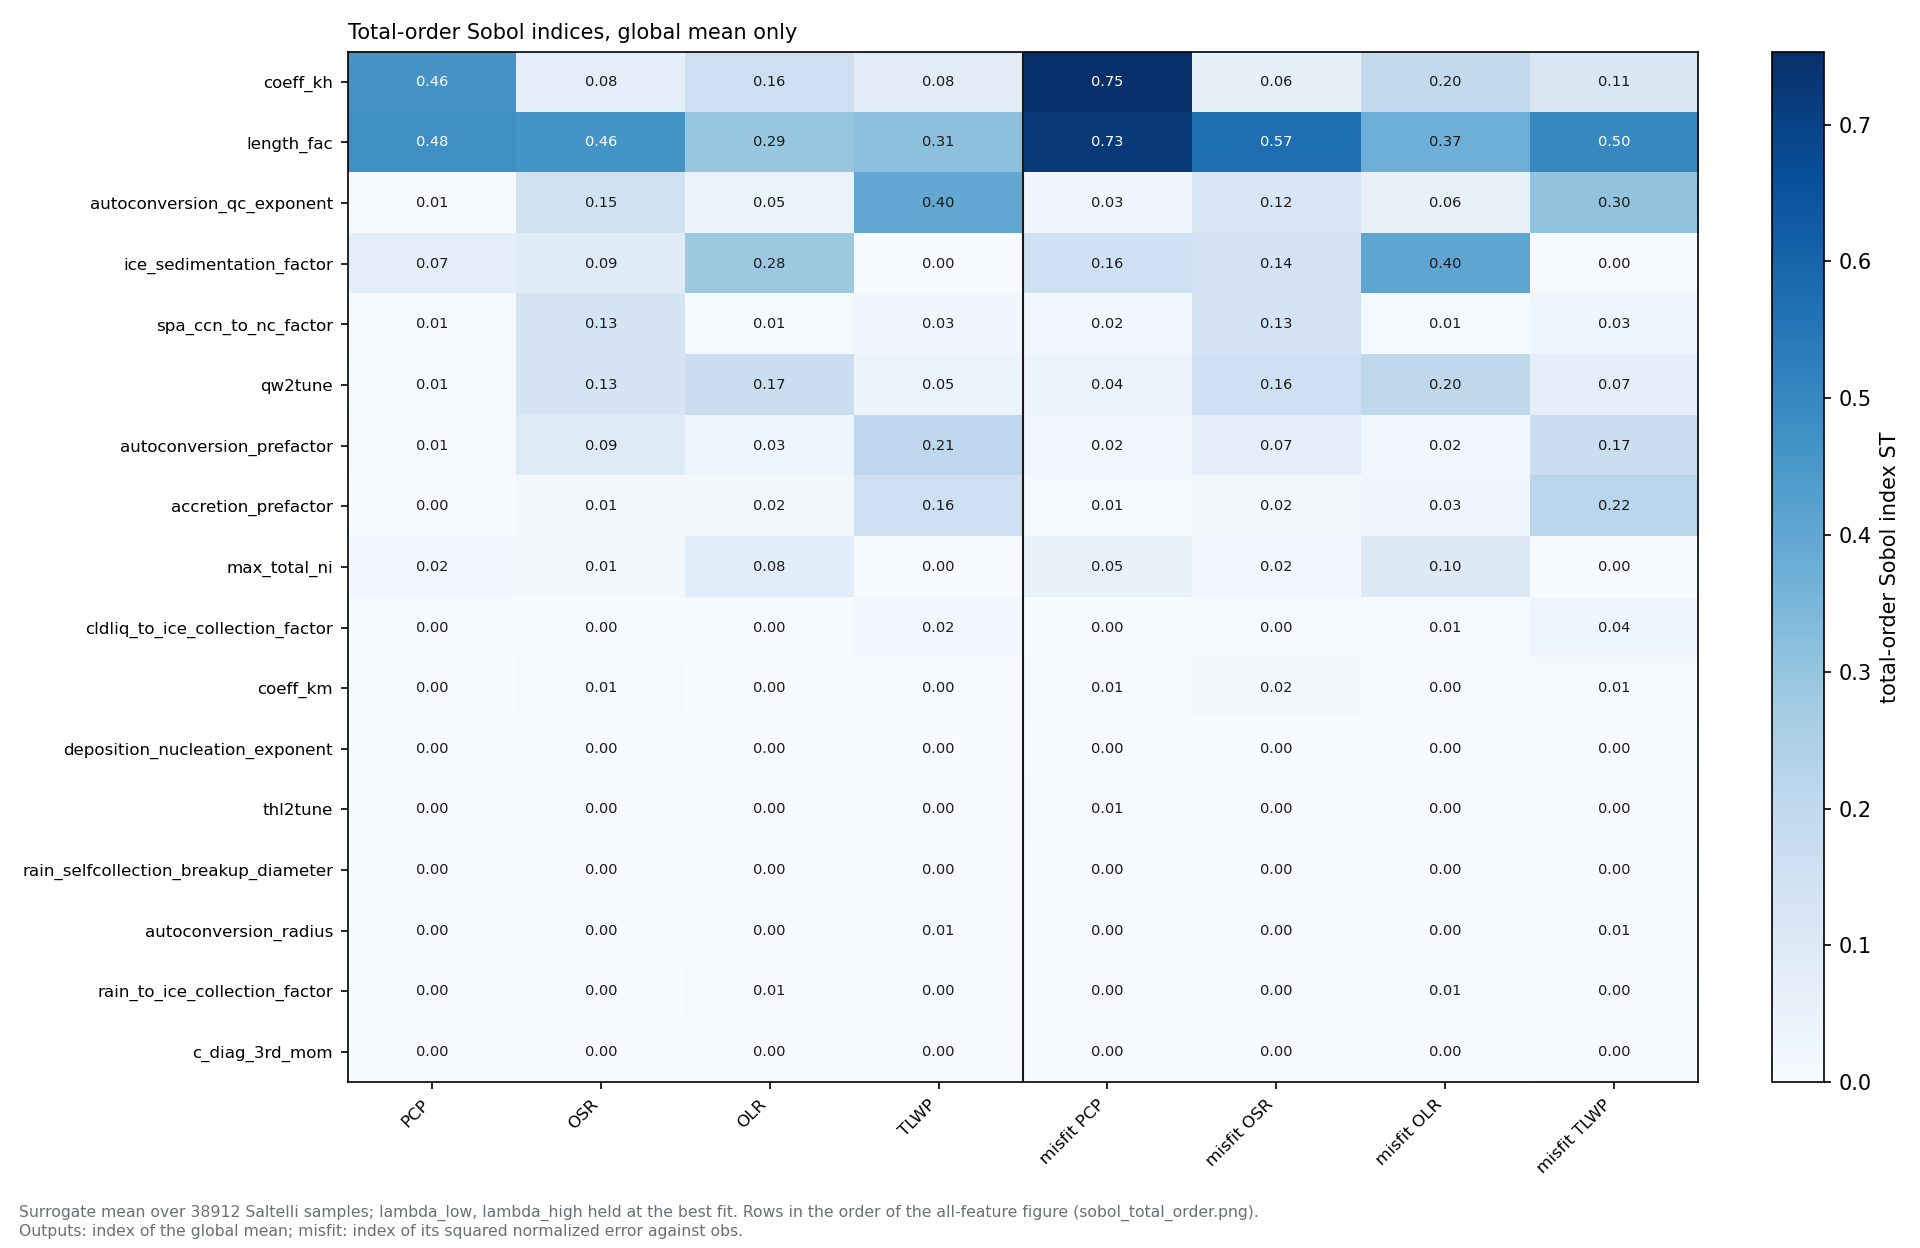 Total-order Sobol indices, global mean only
coeff_kh 0.46 0.08 0.16 0.08 0.75 0.06 0.20 0.11
length_fac 0.48 0.46 0.29 0.31 0.73 0.57 0.37 0.50
autoconversion_qc_exponent 0.01 0.15 0.05 0.40 0.03 0.12 0.06 0.30
ice_sedimentation_factor 0.07 0.09 0.28 0.00 0.16 0.14 0.40 0.00
spa_ccn_to_nc_factor 0.01 0.13 0.01 0.03 0.02 0.13 0.01 0.03
qw2tune 0.01 0.13 0.17 0.05 0.04 0.16 0.20 0.07
autoconversion_prefactor 0.01 0.09 0.03 0.21 0.02 0.07 0.02 0.17
accretion_prefactor 0.00 0.01 0.02 0.16 0.01 0.02 0.03 0.22
max_total_ni 0.02 0.01 0.08 0.00 0.05 0.02 0.10 0.00
cldliq_to_ice_collection_factor 0.00 0.00 0.00 0.02 0.00 0.00 0.01 0.04
coeff_km 0.00 0.01 0.00 0.00 0.01 0.02 0.00 0.01
deposition_nucleation_exponent 0.00 0.00 0.00 0.00 0.00 0.00 0.00 0.00
thl2tune 0.00 0.00 0.00 0.00 0.01 0.00 0.00 0.00
rain_selfcollection_breakup_diameter 0.00 0.00 0.00 0.00 0.00 0.00 0.00 0.00
autoconversion_radius 0.00 0.00 0.00 0.01 0.00 0.00 0.00 0.01
rain_to_ice_collection_factor 0.00 0.00 0.01 0.00 0.00 0.00 0.01 0.00
c_diag_3rd_mom 0.00 0.00 0.00 0.00 0.00 0.00 0.00 0.00
PCP OSR OLR TLWP misfit PCP misfit OSR misfit OLR misfit TLWP
0.7
0.6
0.5
0.4
0.3
0.2
0.1
0.0
total-order Sobol index ST
Surrogate mean over 38912 Saltelli samples; lambda_low, lambda_high held at the best fit. Rows in the order of the all-feature figure (sobol_total_order.png).
Outputs: index of the global mean; misfit: index of its squared normalized error against obs.